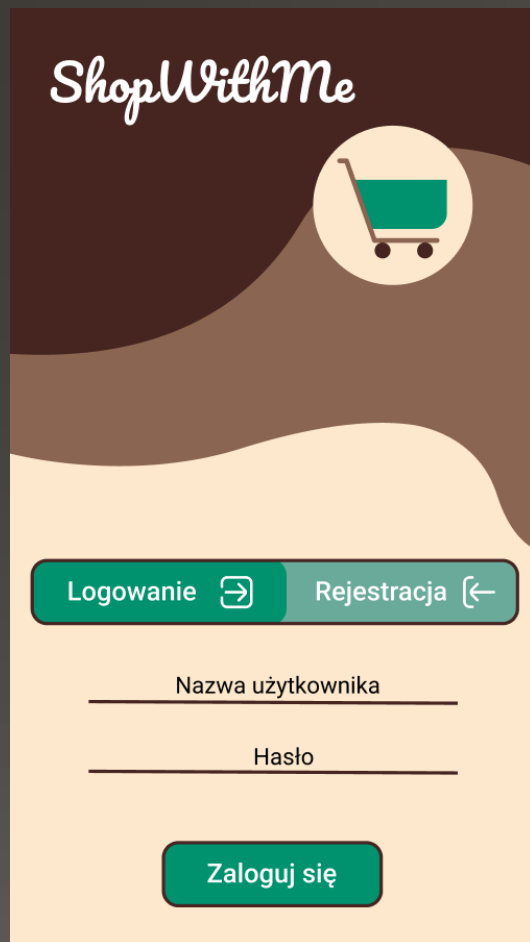 ShopWithMe
Logowanie Rejestracja
Nazwa użytkownika
Hasło
Zaloguj się